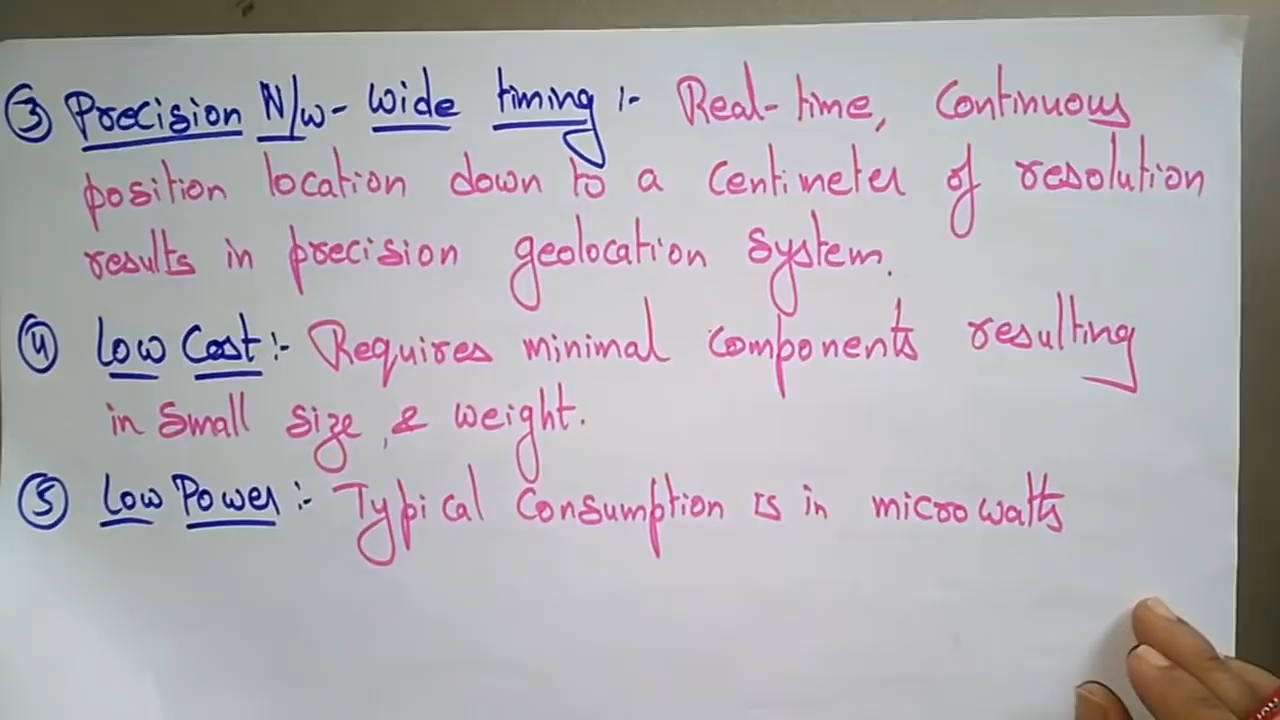 ③ Precision N/w- wide timing :- Real-time, Continuous
position location down to a centimeter of resolution
results in precision geolocation system.
④ Low Cost :- Requires minimal components resulting
in small size, & weight.
⑤ Low Power :- Typical Consumption is in microwatts